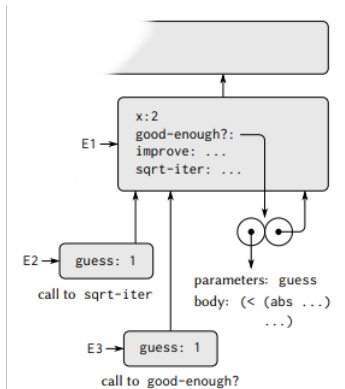 x:2
good-enough?:
E1
improve: ...
sqrt-iter: ...
E2
guess: 1
call to sqrt-iter
parameters: guess
body: (< (abs ...)
...)
E3
guess: 1
call to good-enough?